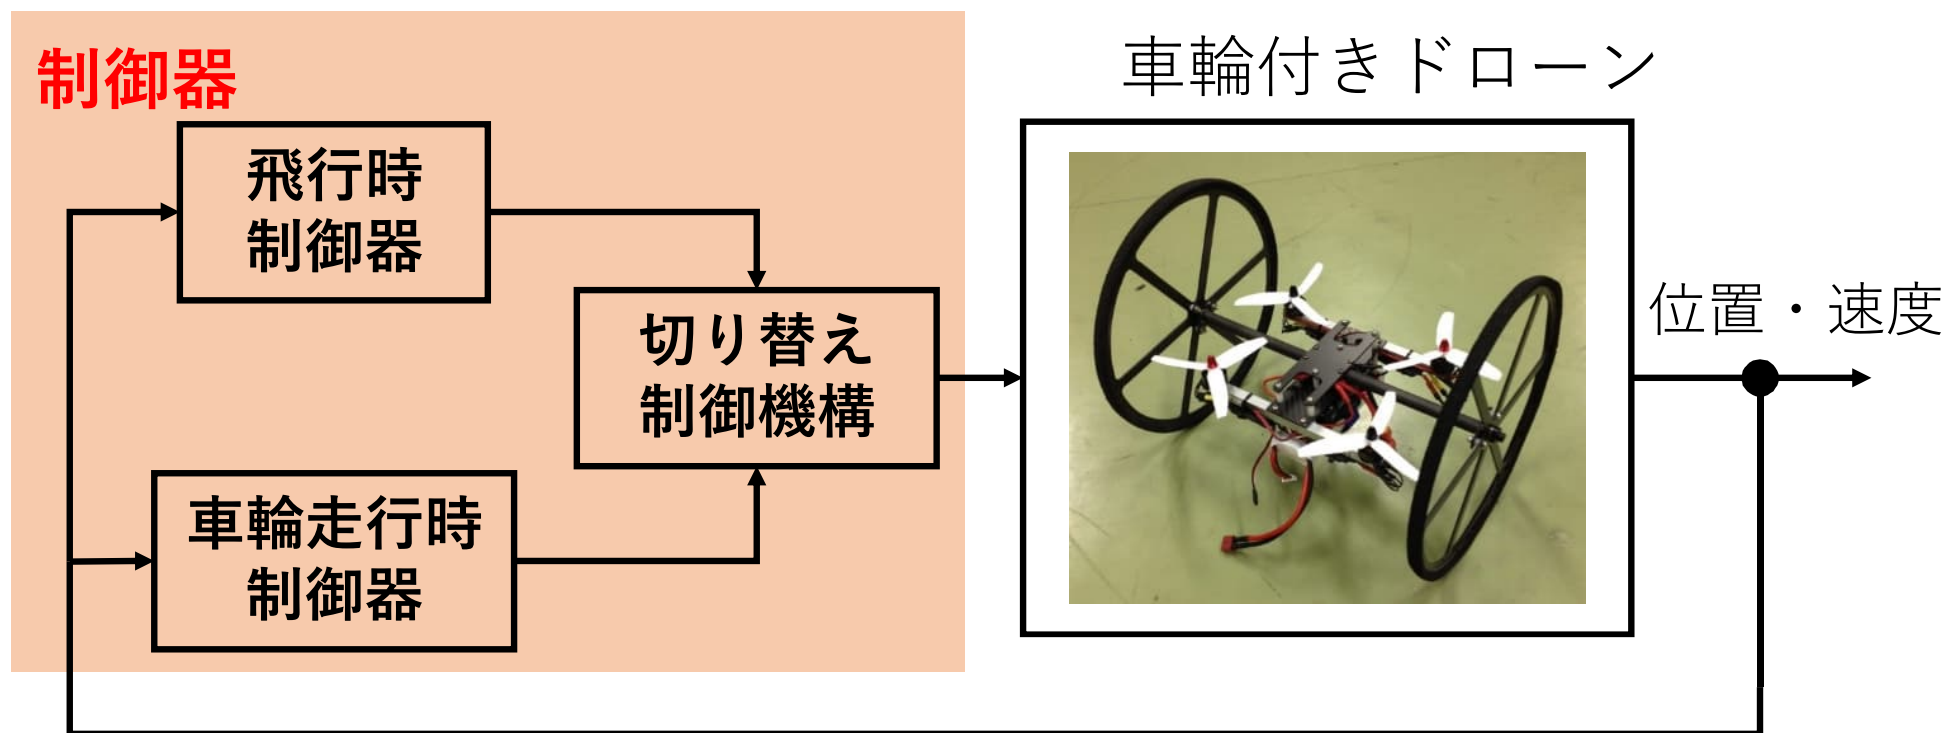 制御器
車輪付きドローン
飛行時
制御器
切り替え
制御機構
車輪走行時
制御器
位置・速度